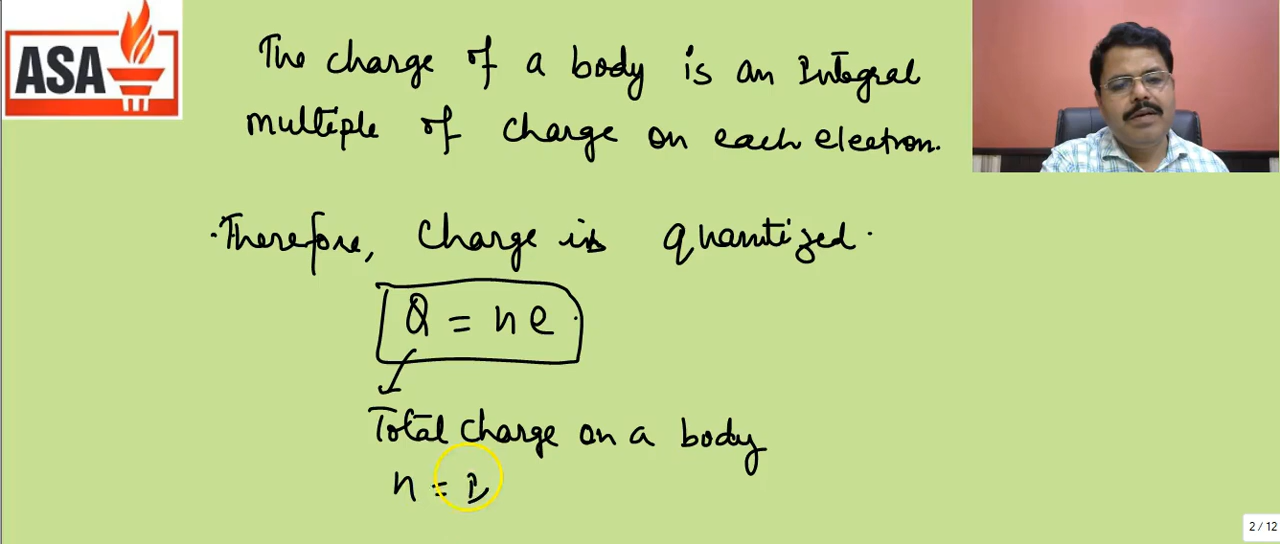 ASA
The charge of a body is an Integral
multiple of charge on each electron.
Therefore, charge is quantized.
Q = ne
Total charge on a body
n =
2 / 12